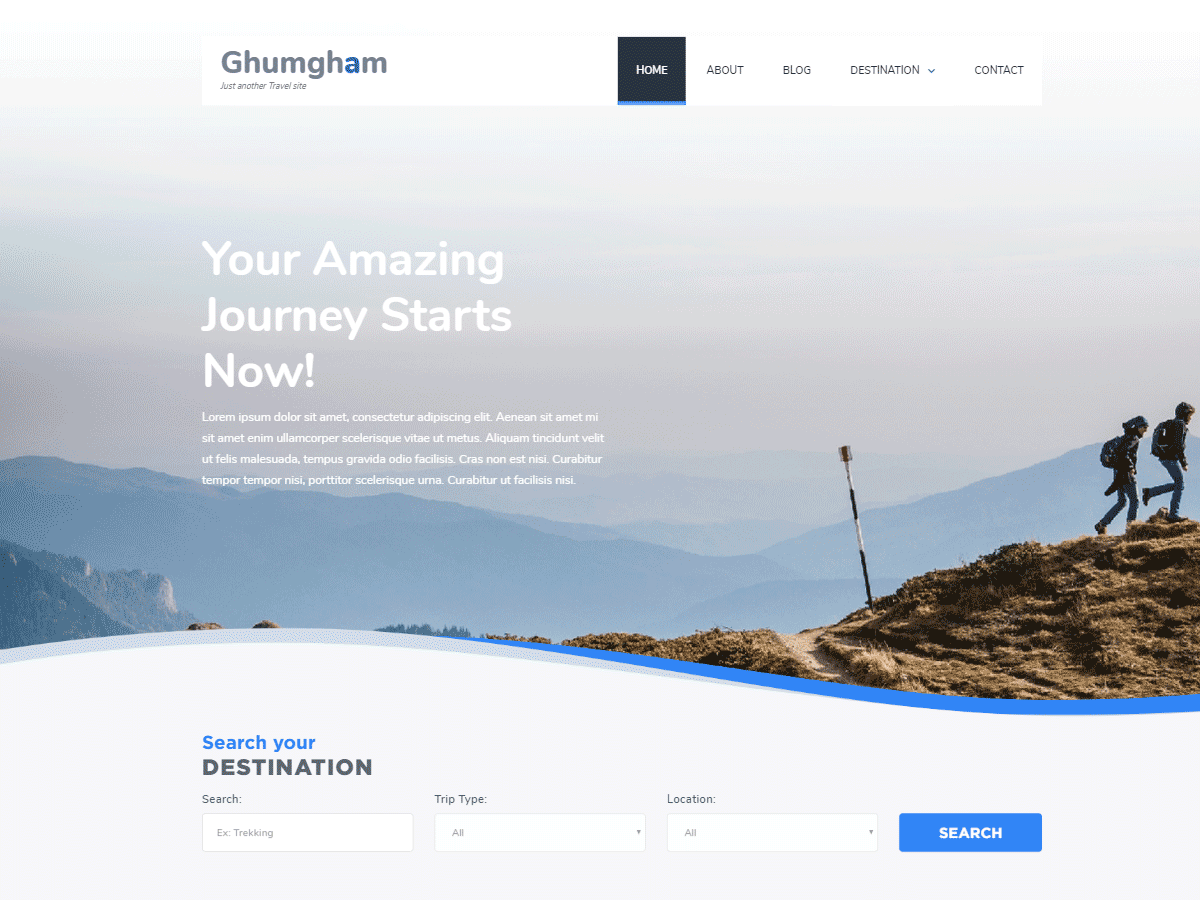 Ghumgham
Just another Travel site
HOME ABOUT BLOG DESTINATION CONTACT
Your Amazing
Journey Starts
Now!
Lorem ipsum dolor sit amet, consectetur adipiscing elit. Aenean sit amet mi
sit amet enim ullamcorper scelerisque vitae ut metus. Aliquam tincidunt velit
ut felis malesuada, tempus gravida odio facilisis. Cras non est nisi. Curabitur
tempor tempor nisi, porttitor scelerisque urna. Curabitur ut facilisis nisi.
Search your
DESTINATION
Search: Trip Type: Location:
Ex: Trekking All All SEARCH